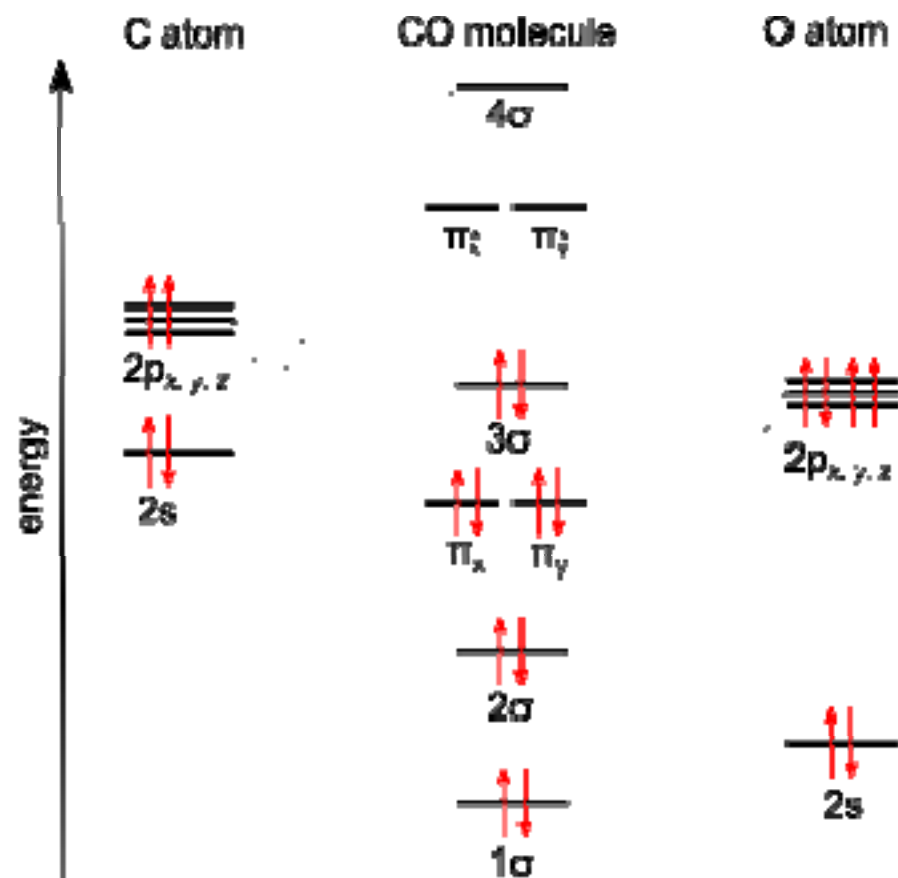 C atom CO molecule O atom
4σ
π*x π*y
2px, y, z
3σ
2px, y, z
2s
πx πy
2σ
2s
1σ
energy